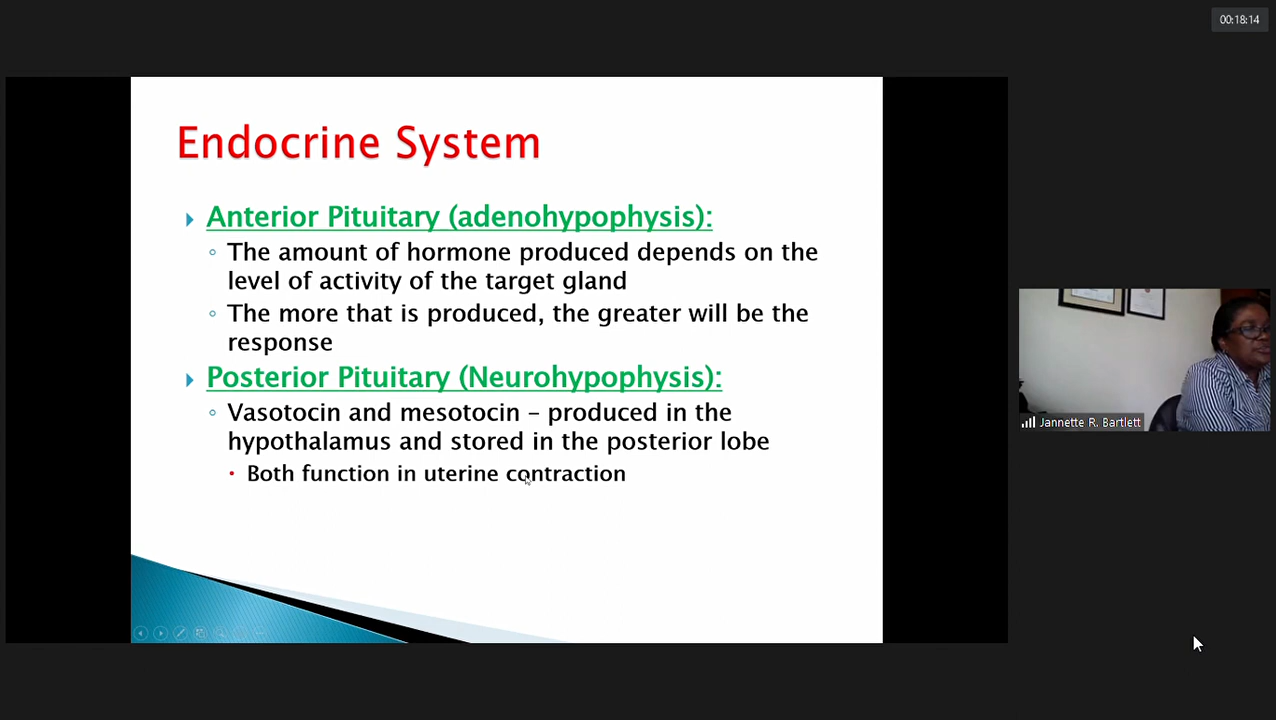 00:18:14
Endocrine System
Anterior Pituitary (adenohypophysis):
The amount of hormone produced depends on the
level of activity of the target gland
The more that is produced, the greater will be the
response
Posterior Pituitary (Neurohypophysis):
Vasotocin and mesotocin – produced in the
hypothalamus and stored in the posterior lobe
Both function in uterine contraction
Jannette R. Bartlett